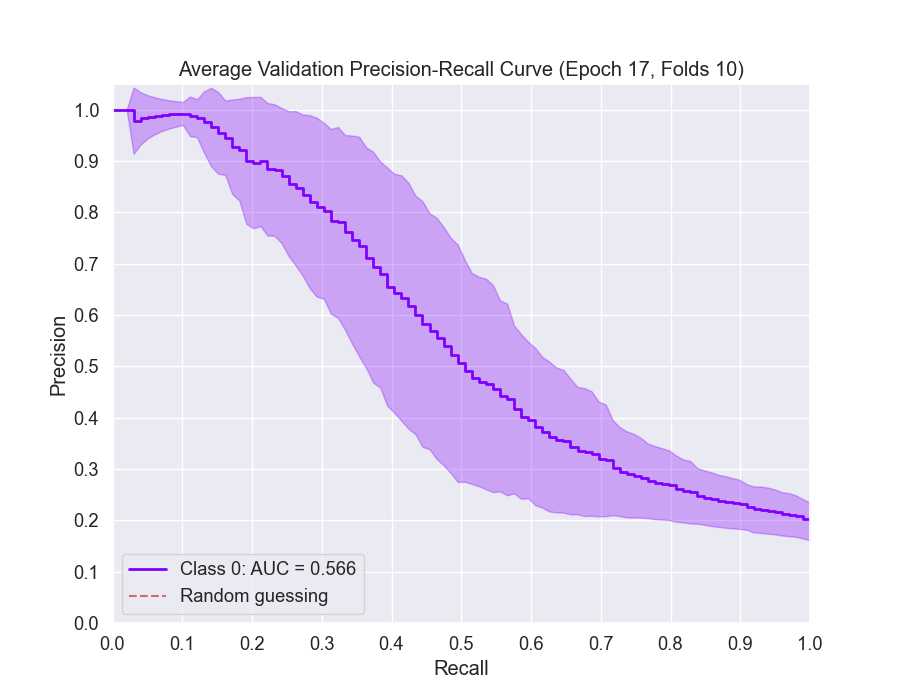 Average Validation Precision-Recall Curve (Epoch 17, Folds 10)
1.0
0.9
0.8
0.7
0.6
0.5
0.4
0.3
0.2
0.1
0.0
Precision
Class 0: AUC = 0.566
Random guessing
0.0 0.1 0.2 0.3 0.4 0.5 0.6 0.7 0.8 0.9 1.0
Recall